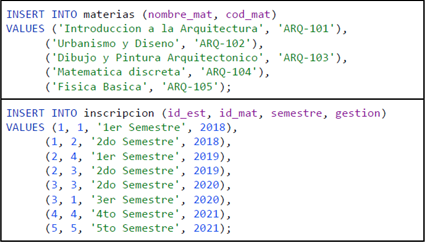 INSERT INTO materias (nombre_mat, cod_mat)
VALUES ('Introduccion a la Arquitectura', 'ARQ-101'),
('Urbanismo y Diseno', 'ARQ-102'),
('Dibujo y Pintura Arquitectonico', 'ARQ-103'),
('Matematica discreta', 'ARQ-104'),
('Fisica Basica', 'ARQ-105');
INSERT INTO inscripcion (id_est, id_mat, semestre, gestion)
VALUES (1, 1, '1er Semestre', 2018),
(1, 2, '2do Semestre', 2018),
(2, 4, '1er Semestre', 2019),
(2, 3, '2do Semestre', 2019),
(3, 3, '2do Semestre', 2020),
(3, 1, '3er Semestre', 2020),
(4, 4, '4to Semestre', 2021),
(5, 5, '5to Semestre', 2021);